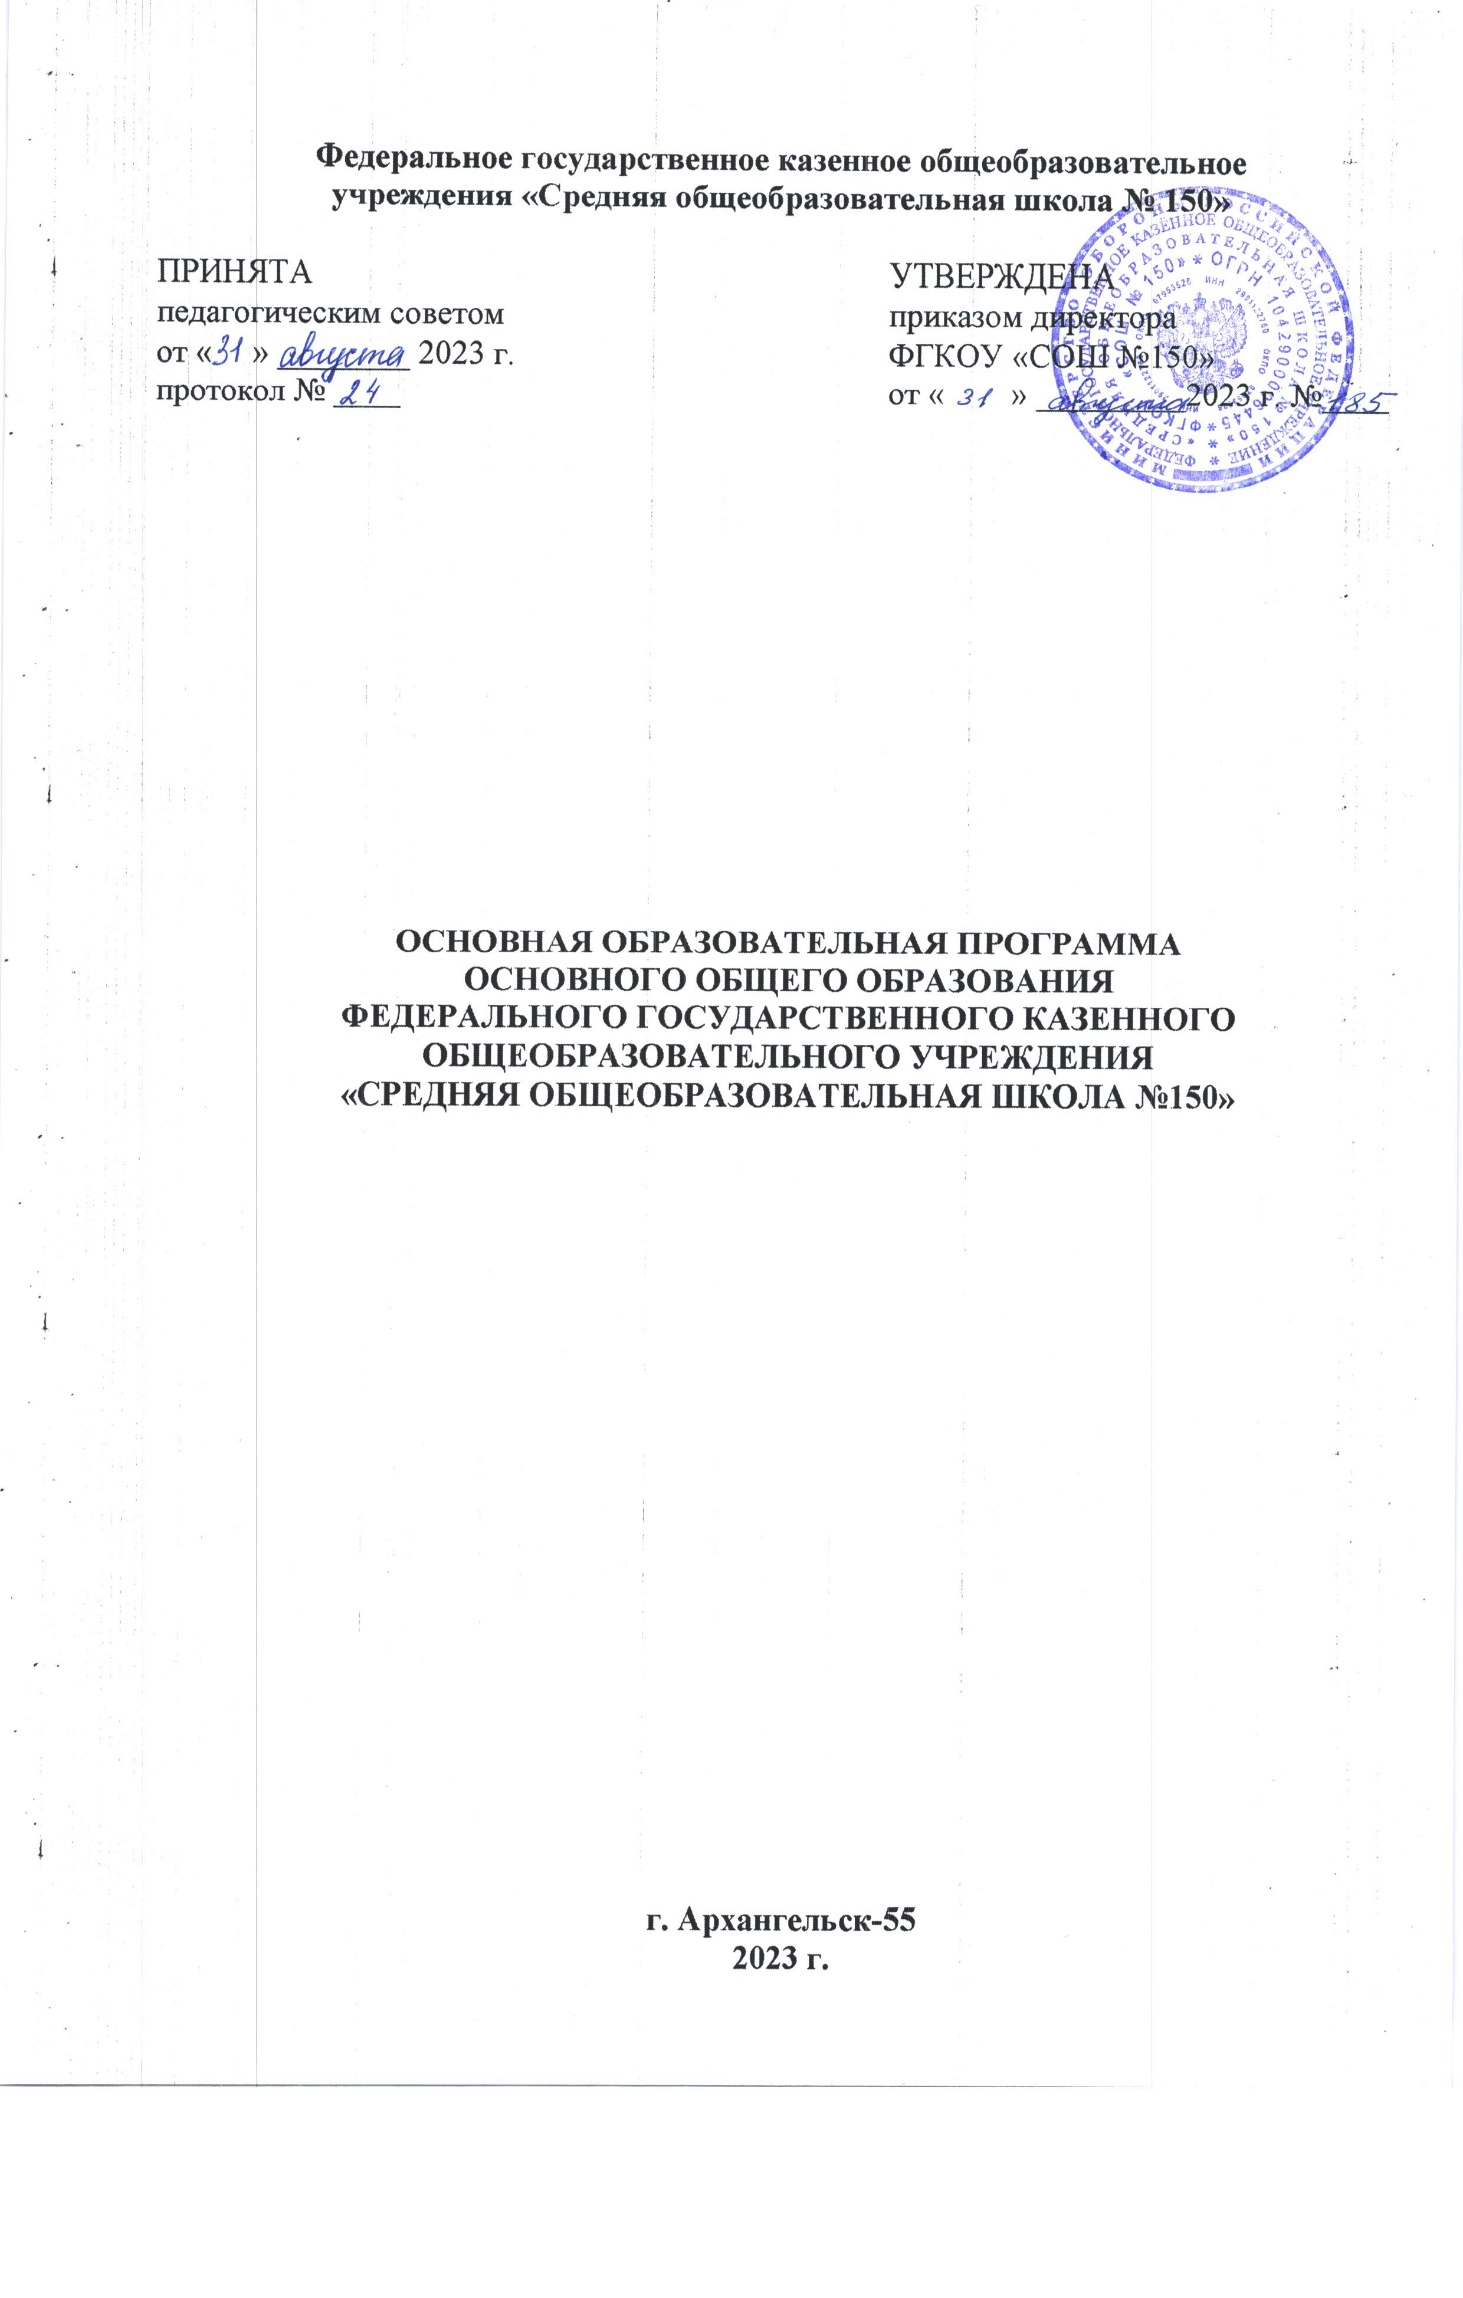 Федеральное государственное казенное общеобразовательное
учреждения «Средняя общеобразовательная школа № 150»
ПРИНЯТА
педагогическим советом
от «31» августа 2023 г.
протокол № 24
УТВЕРЖДЕНА
приказом директора
ФГКОУ «СОШ №150»
от « 31 » августа 2023 г. № 185
ОСНОВНАЯ ОБРАЗОВАТЕЛЬНАЯ ПРОГРАММА
ОСНОВНОГО ОБЩЕГО ОБРАЗОВАНИЯ
ФЕДЕРАЛЬНОГО ГОСУДАРСТВЕННОГО КАЗЕННОГО
ОБЩЕОБРАЗОВАТЕЛЬНОГО УЧРЕЖДЕНИЯ
«СРЕДНЯЯ ОБЩЕОБРАЗОВАТЕЛЬНАЯ ШКОЛА №150»
г. Архангельск-55
2023 г.